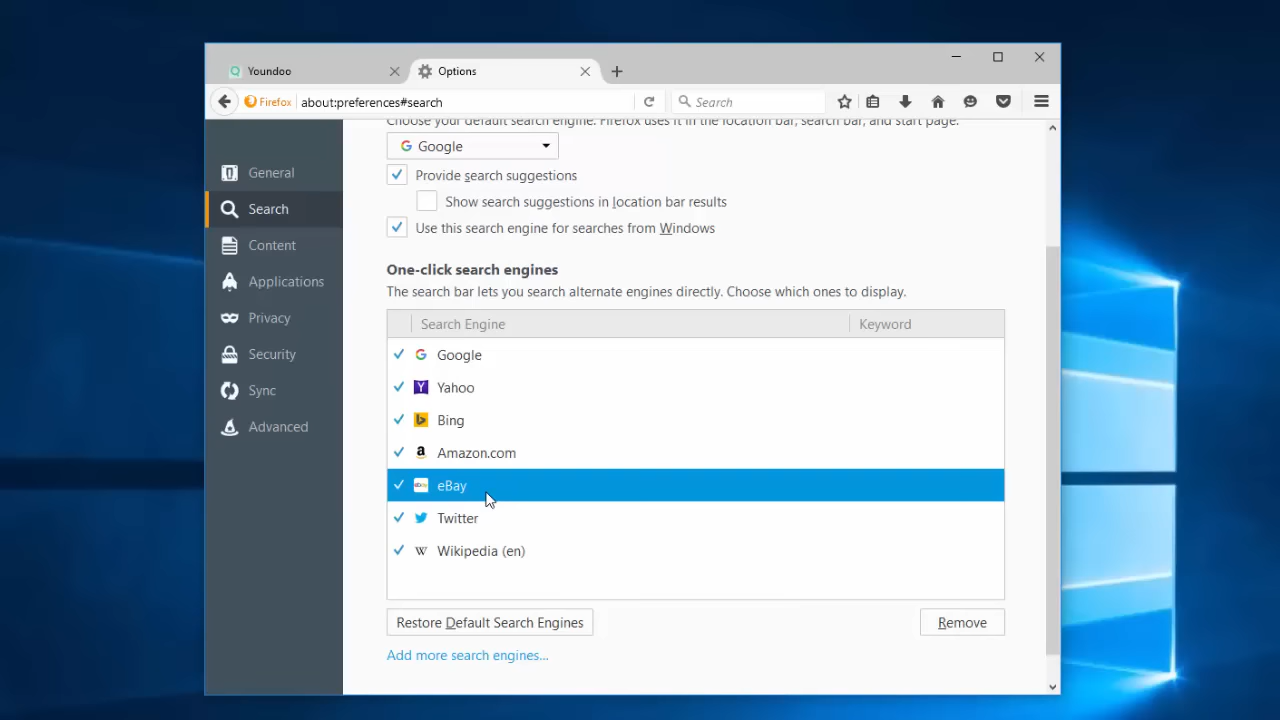 Youndoo
Options
Firefox
about:preferences#search
Search
General
Search
Content
Applications
Privacy
Security
Sync
Advanced
Choose your default search engine. Firefox uses it in the location bar, search bar, and start page.
Google
Provide search suggestions
Show search suggestions in location bar results
Use this search engine for searches from Windows
One-click search engines
The search bar lets you search alternate engines directly. Choose which ones to display.
Search Engine Keyword
Google
Yahoo
Bing
Amazon.com
eBay
Twitter
Wikipedia (en)
Restore Default Search Engines
Remove
Add more search engines...